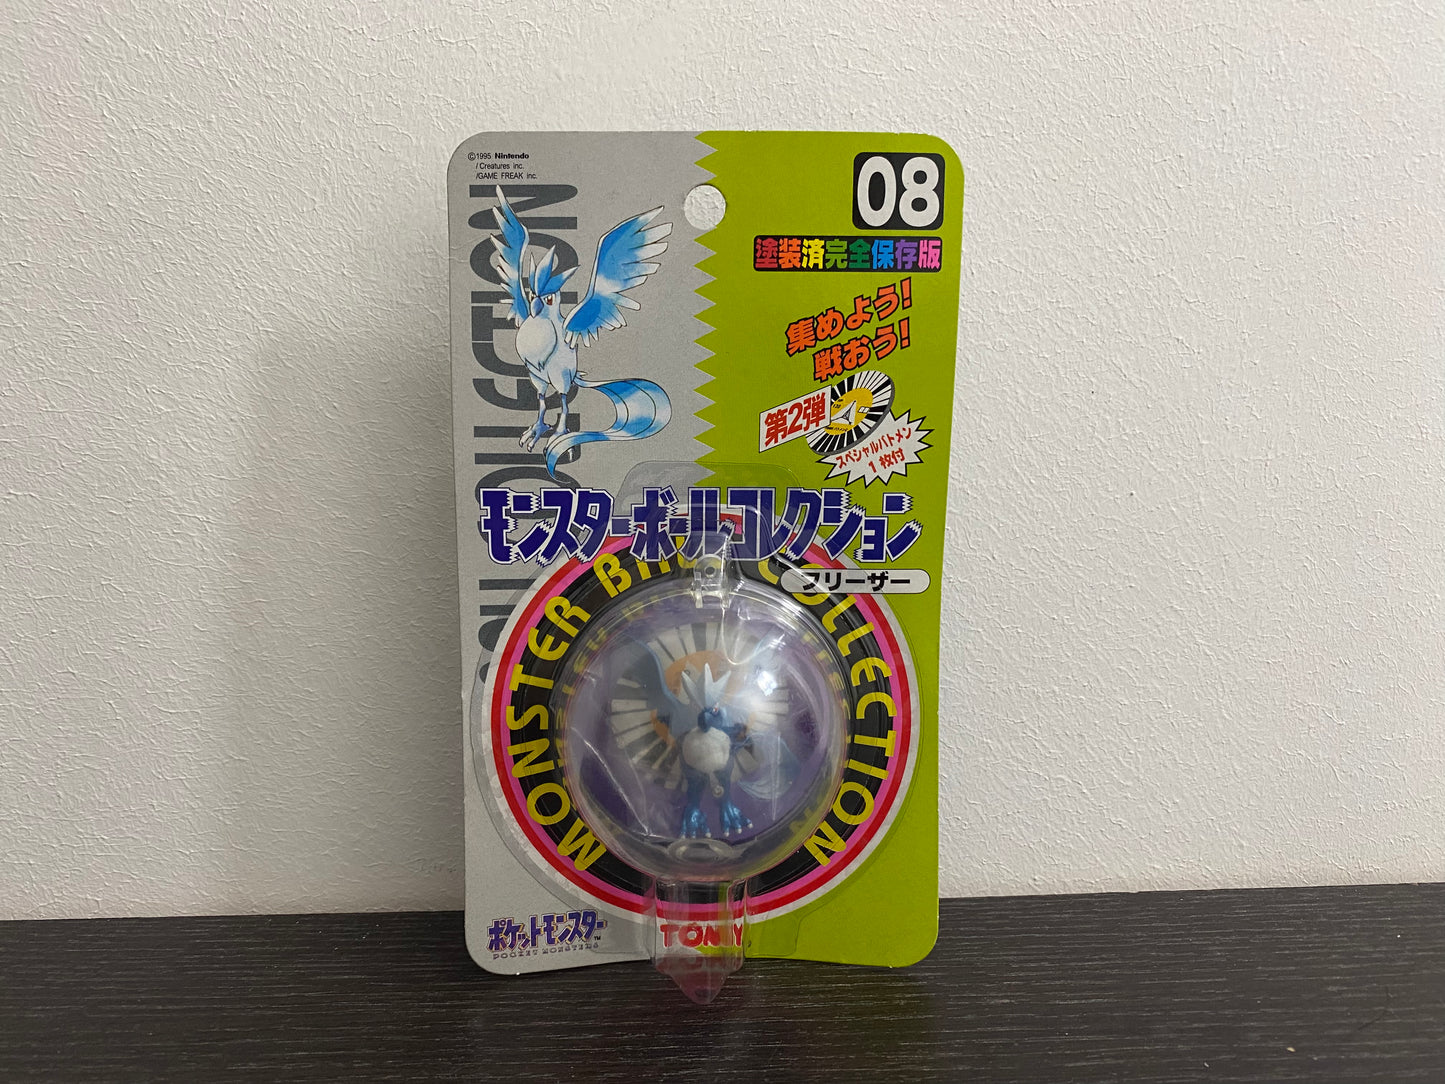 ©1995 Nintendo
/Creatures inc.
/GAME FREAK inc.
08
塗装済完全保存版
集めよう!
戦おう!
第2弾
スペシャルバトメン
1枚付
モンスターボールコレクション
フリーザー
MONSTER BALL COLLECTION
ポケットモンスター™
POCKET MONSTERS
TOMY